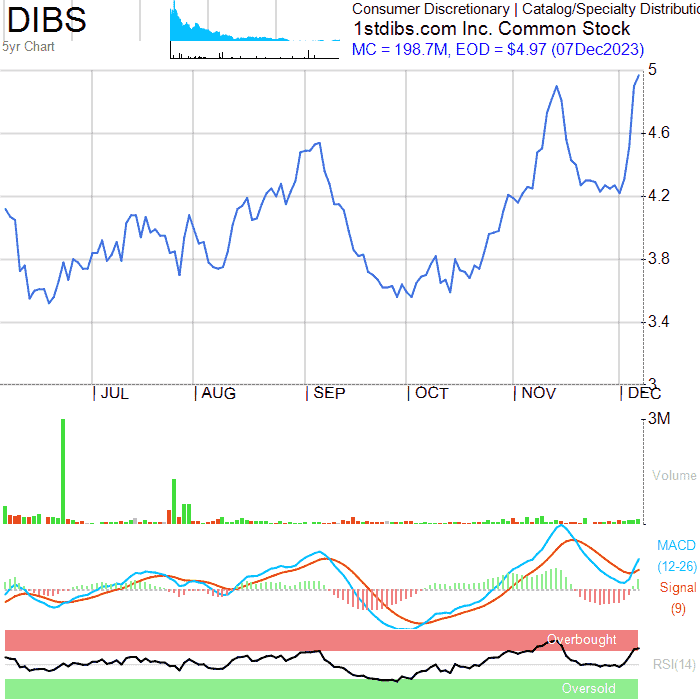 DIBS
5yr Chart
Consumer Discretionary | Catalog/Specialty Distributio
1stdibs.com Inc. Common Stock
MC = 198.7M, EOD = $4.97 (07Dec2023)
5
4.6
4.2
3.8
3.4
3
JUL AUG SEP OCT NOV DEC
3M
Volume
MACD
(12-26)
Signal
(9)
Overbought
RSI(14)
Oversold